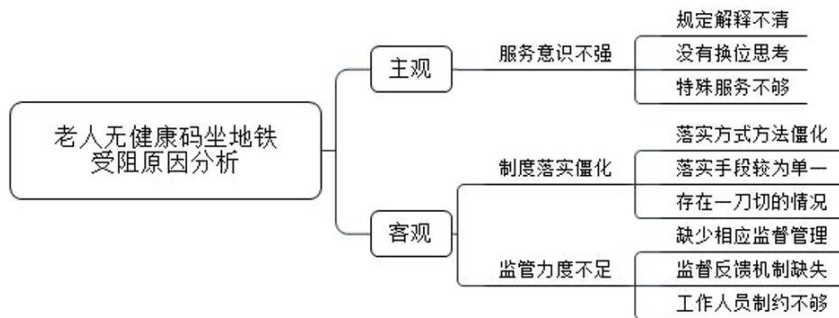 老人无健康码坐地铁
受阻原因分析
主观
服务意识不强
规定解释不清
没有换位思考
特殊服务不够
客观
制度落实僵化
落实方式方法僵化
落实手段较为单一
存在一刀切的情况
监管力度不足
缺少相应监督管理
监督反馈机制缺失
工作人员制约不够